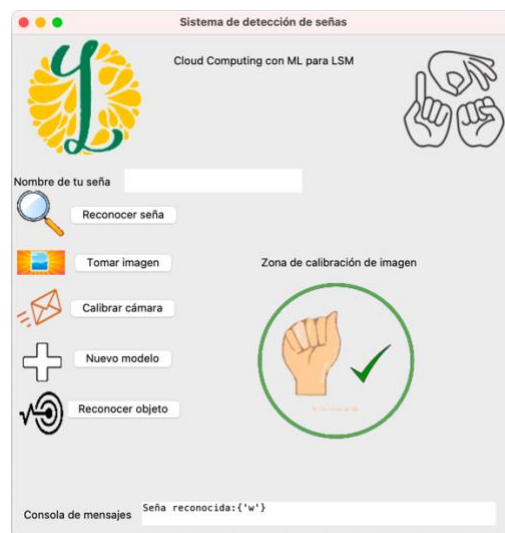 Sistema de detección de señas
Cloud Computing con ML para LSM
Nombre de tu seña
Reconocer seña
Tomar imagen
Zona de calibración de imagen
Calibrar cámara
Nuevo modelo
Reconocer objeto
Consola de mensajes
Seña reconocida:{'w'}